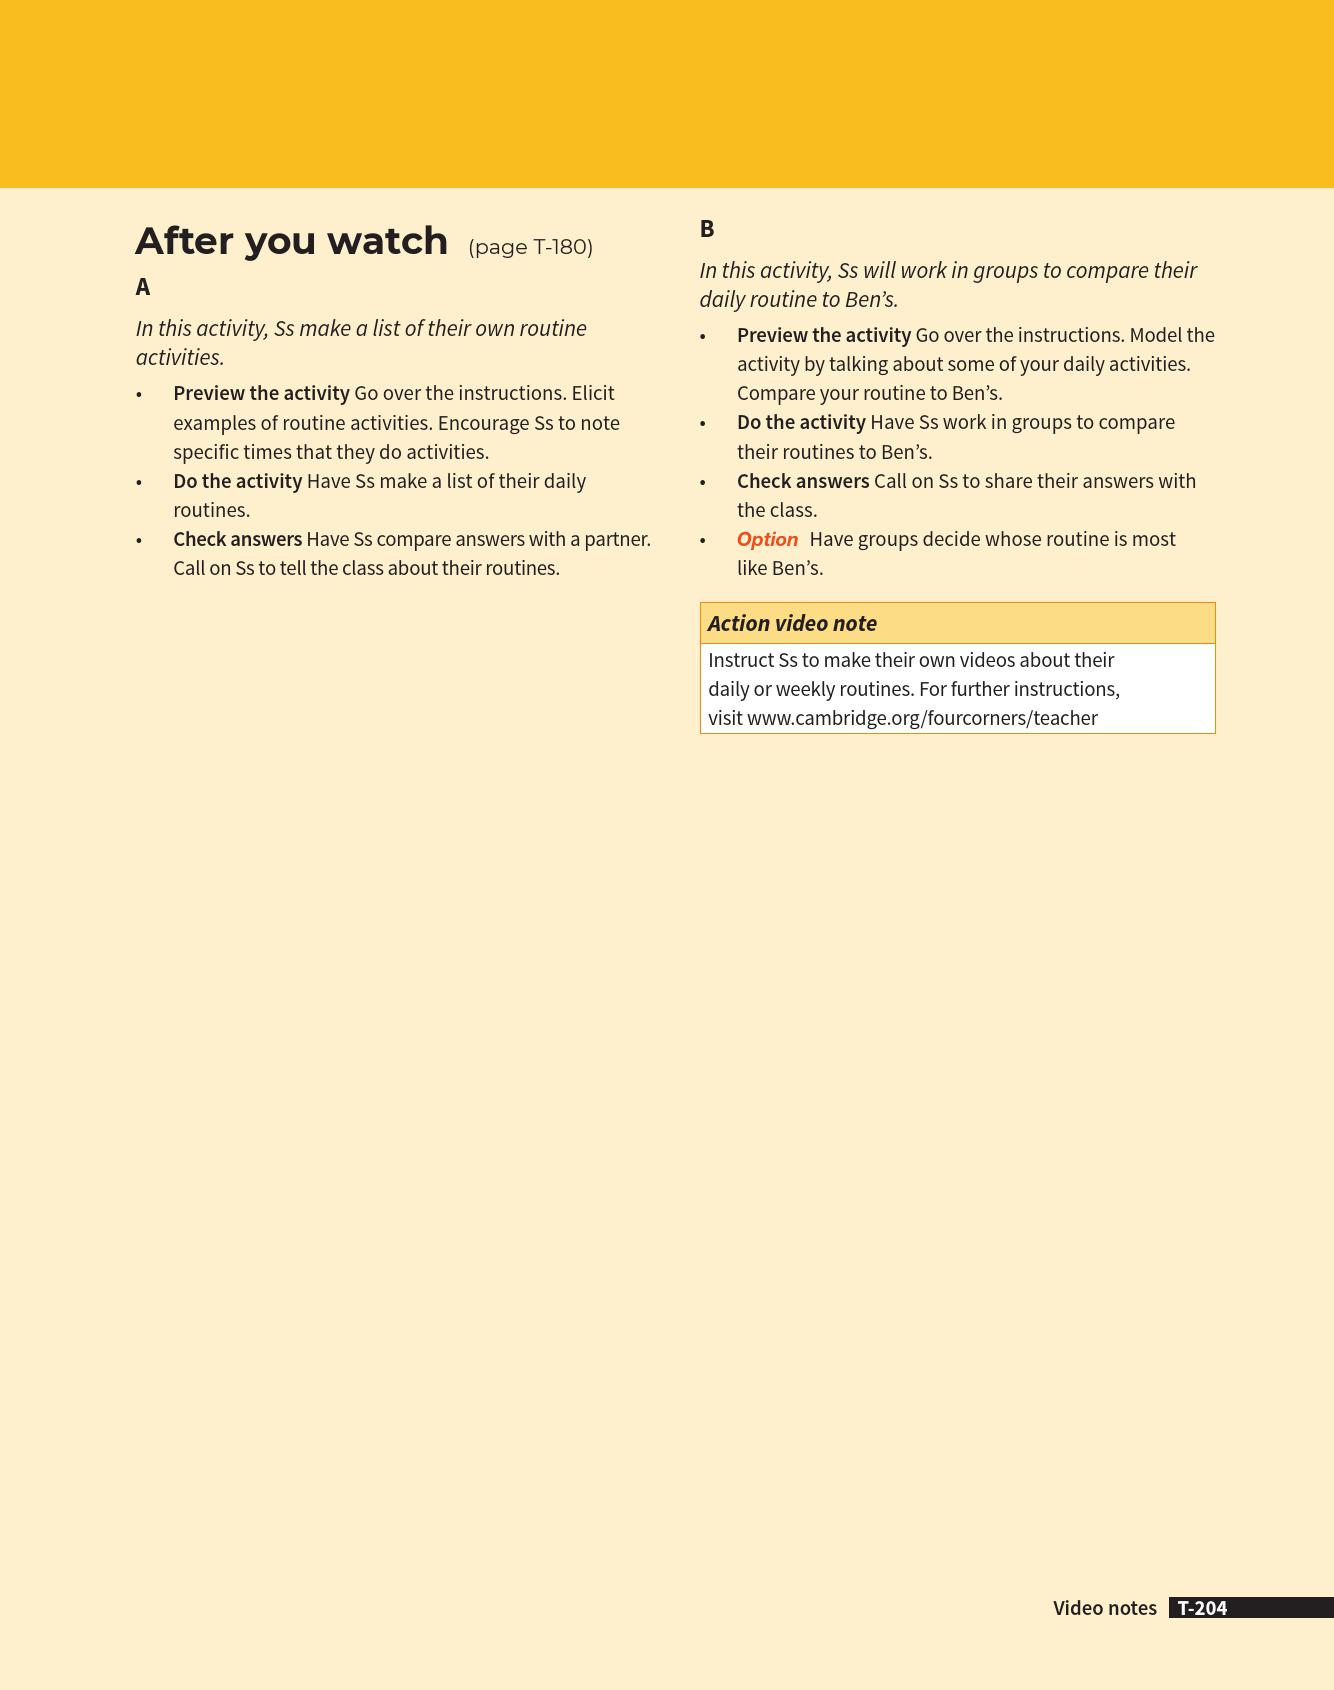 After you watch (page T-180)
A
In this activity, Ss make a list of their own routine
activities.
• Preview the activity Go over the instructions. Elicit
examples of routine activities. Encourage Ss to note
specific times that they do activities.
• Do the activity Have Ss make a list of their daily
routines.
• Check answers Have Ss compare answers with a partner.
Call on Ss to tell the class about their routines.
B
In this activity, Ss will work in groups to compare their
daily routine to Ben’s.
• Preview the activity Go over the instructions. Model the
activity by talking about some of your daily activities.
Compare your routine to Ben’s.
• Do the activity Have Ss work in groups to compare
their routines to Ben’s.
• Check answers Call on Ss to share their answers with
the class.
• Option Have groups decide whose routine is most
like Ben’s.
Action video note
Instruct Ss to make their own videos about their
daily or weekly routines. For further instructions,
visit www.cambridge.org/fourcorners/teacher
Video notes T-204